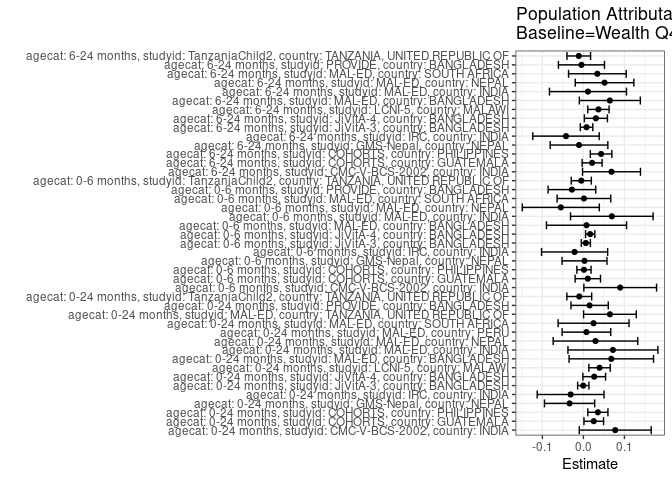 Population Attributa
Baseline=Wealth Q4
agecat: 6-24 months, studyid: TanzaniaChild2, country: TANZANIA, UNITED REPUBLIC OF
agecat: 6-24 months, studyid: PROVIDE, country: BANGLADESH
agecat: 6-24 months, studyid: MAL-ED, country: SOUTH AFRICA
agecat: 6-24 months, studyid: MAL-ED, country: NEPAL
agecat: 6-24 months, studyid: MAL-ED, country: INDIA
agecat: 6-24 months, studyid: MAL-ED, country: BANGLADESH
agecat: 6-24 months, studyid: LCNI-5, country: MALAWI
agecat: 6-24 months, studyid: JiVitA-4, country: BANGLADESH
agecat: 6-24 months, studyid: JiVitA-3, country: BANGLADESH
agecat: 6-24 months, studyid: IRC, country: INDIA
agecat: 6-24 months, studyid: GMS-Nepal, country: NEPAL
agecat: 6-24 months, studyid: COHORTS, country: PHILIPPINES
agecat: 6-24 months, studyid: COHORTS, country: GUATEMALA
agecat: 6-24 months, studyid: CMC-V-BCS-2002, country: INDIA
agecat: 0-6 months, studyid: TanzaniaChild2, country: TANZANIA, UNITED REPUBLIC OF
agecat: 0-6 months, studyid: PROVIDE, country: BANGLADESH
agecat: 0-6 months, studyid: MAL-ED, country: SOUTH AFRICA
agecat: 0-6 months, studyid: MAL-ED, country: NEPAL
agecat: 0-6 months, studyid: MAL-ED, country: INDIA
agecat: 0-6 months, studyid: MAL-ED, country: BANGLADESH
agecat: 0-6 months, studyid: JiVitA-4, country: BANGLADESH
agecat: 0-6 months, studyid: JiVitA-3, country: BANGLADESH
agecat: 0-6 months, studyid: IRC, country: INDIA
agecat: 0-6 months, studyid: GMS-Nepal, country: NEPAL
agecat: 0-6 months, studyid: COHORTS, country: PHILIPPINES
agecat: 0-6 months, studyid: COHORTS, country: GUATEMALA
agecat: 0-6 months, studyid: CMC-V-BCS-2002, country: INDIA
agecat: 0-24 months, studyid: TanzaniaChild2, country: TANZANIA, UNITED REPUBLIC OF
agecat: 0-24 months, studyid: PROVIDE, country: BANGLADESH
agecat: 0-24 months, studyid: MAL-ED, country: TANZANIA, UNITED REPUBLIC OF
agecat: 0-24 months, studyid: MAL-ED, country: SOUTH AFRICA
agecat: 0-24 months, studyid: MAL-ED, country: PERU
agecat: 0-24 months, studyid: MAL-ED, country: NEPAL
agecat: 0-24 months, studyid: MAL-ED, country: INDIA
agecat: 0-24 months, studyid: MAL-ED, country: BANGLADESH
agecat: 0-24 months, studyid: LCNI-5, country: MALAWI
agecat: 0-24 months, studyid: JiVitA-4, country: BANGLADESH
agecat: 0-24 months, studyid: JiVitA-3, country: BANGLADESH
agecat: 0-24 months, studyid: IRC, country: INDIA
agecat: 0-24 months, studyid: GMS-Nepal, country: NEPAL
agecat: 0-24 months, studyid: COHORTS, country: PHILIPPINES
agecat: 0-24 months, studyid: COHORTS, country: GUATEMALA
agecat: 0-24 months, studyid: CMC-V-BCS-2002, country: INDIA
-0.1 0.0 0.1
Estimate